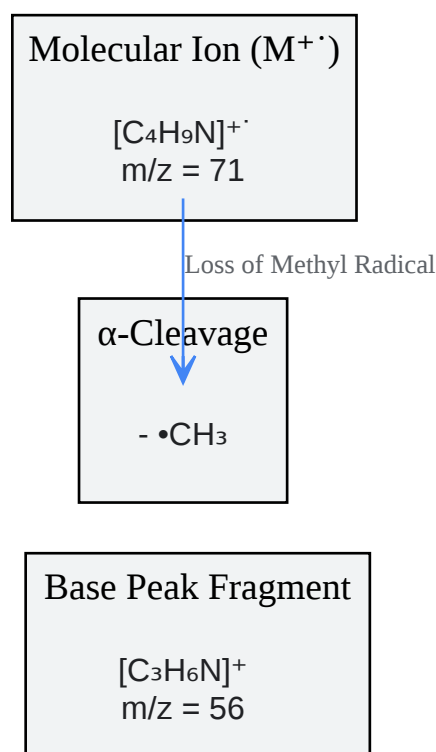 Molecular Ion (M⁺˙)
[C₄H₉N]⁺˙
m/z = 71
Loss of Methyl Radical
α-Cleavage
- •CH₃
Base Peak Fragment
[C₃H₆N]⁺
m/z = 56